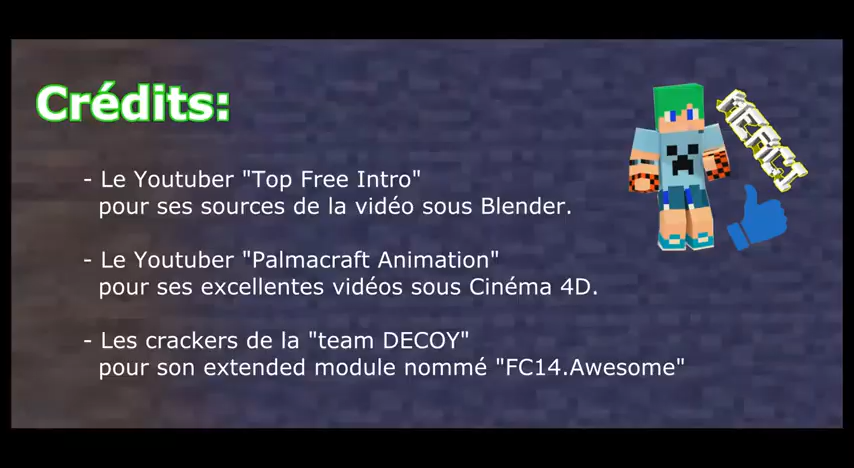 Crédits:
MERCI
- Le Youtuber "Top Free Intro"
pour ses sources de la vidéo sous Blender.
- Le Youtuber "Palmacraft Animation"
pour ses excellentes vidéos sous Cinéma 4D.
- Les crackers de la "team DECOY"
pour son extended module nommé "FC14.Awesome"